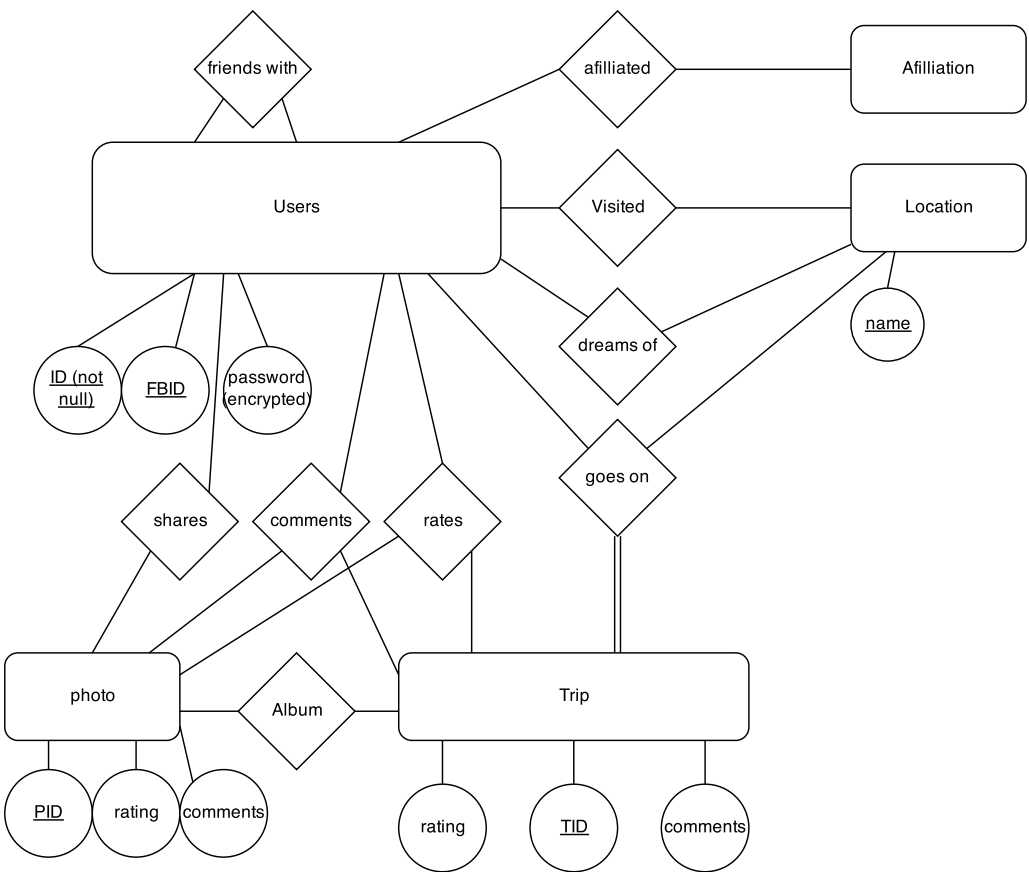 friends with
afilliated
Afilliation
Users
Visited
Location
dreams of
name
ID (not
null)
FBID
password
(encrypted)
goes on
shares
comments
rates
photo
Album
Trip
PID
rating
comments
rating
TID
comments